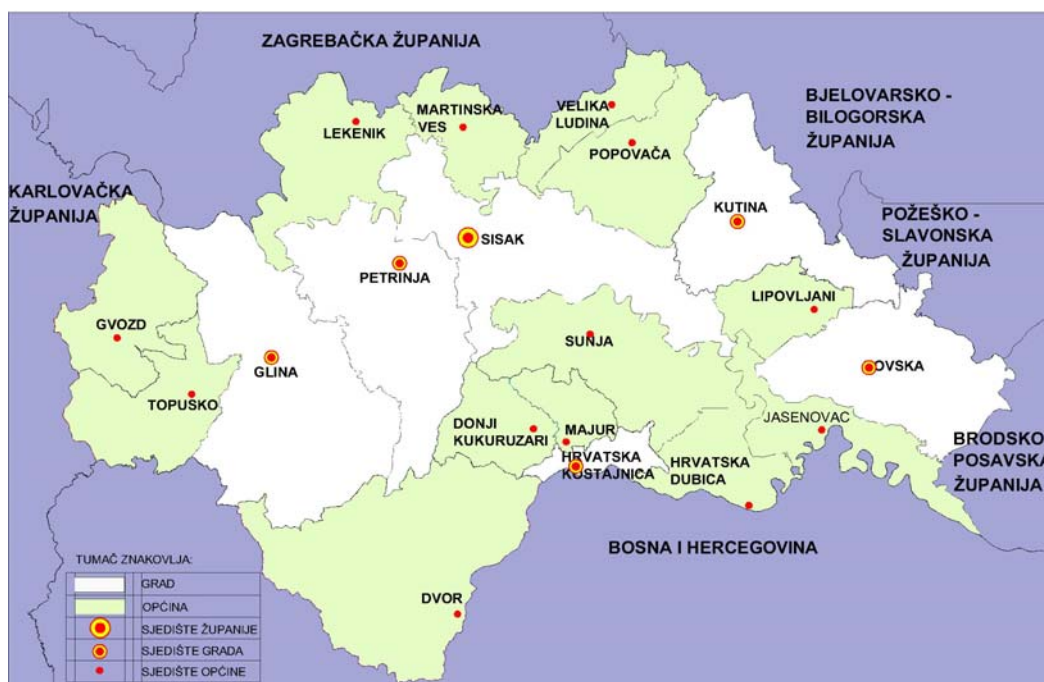 ZAGREBAČKA ŽUPANIJA
BJELOVARSKO -
BILOGORSKA
ŽUPANIJA
VELIKA
LUDINA
MARTINSKA
VES
LEKENIK
POPOVAČA
KARLOVAČKA
ŽUPANIJA
KUTINA
POŽEŠKO -
SLAVONSKA
ŽUPANIJA
SISAK
PETRINJA
LIPOVLJANI
GVOZD
SUNJA
GLINA
OVSKA
TOPUSKO
DONJI
KUKURUZARI
MAJUR
JASENOVAC
HRVATSKA
KOSTAJNICA
HRVATSKA
DUBICA
BRODSKO
POSAVSKA
ŽUPANIJA
BOSNA I HERCEGOVINA
DVOR
TUMAČ ZNAKOVLJA:
GRAD
OPĆINA
SJEDIŠTE ŽUPANIJE
SJEDIŠTE GRADA
SJEDIŠTE OPĆINE